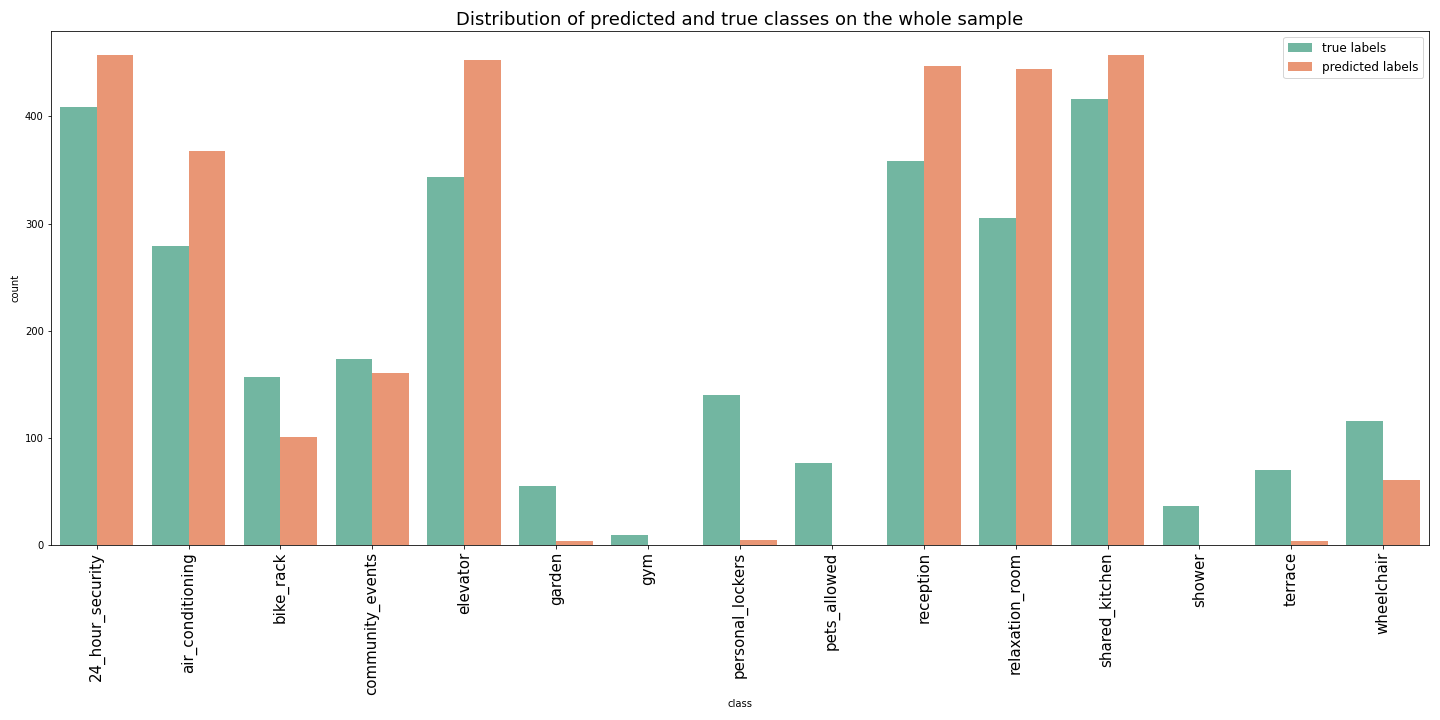 Distribution of predicted and true classes on the whole sample
true labels
predicted labels
count
400
300
200
100
0
24_hour_security
air_conditioning
bike_rack
community_events
elevator
garden
gym
personal_lockers
pets_allowed
reception
relaxation_room
shared_kitchen
shower
terrace
wheelchair
class